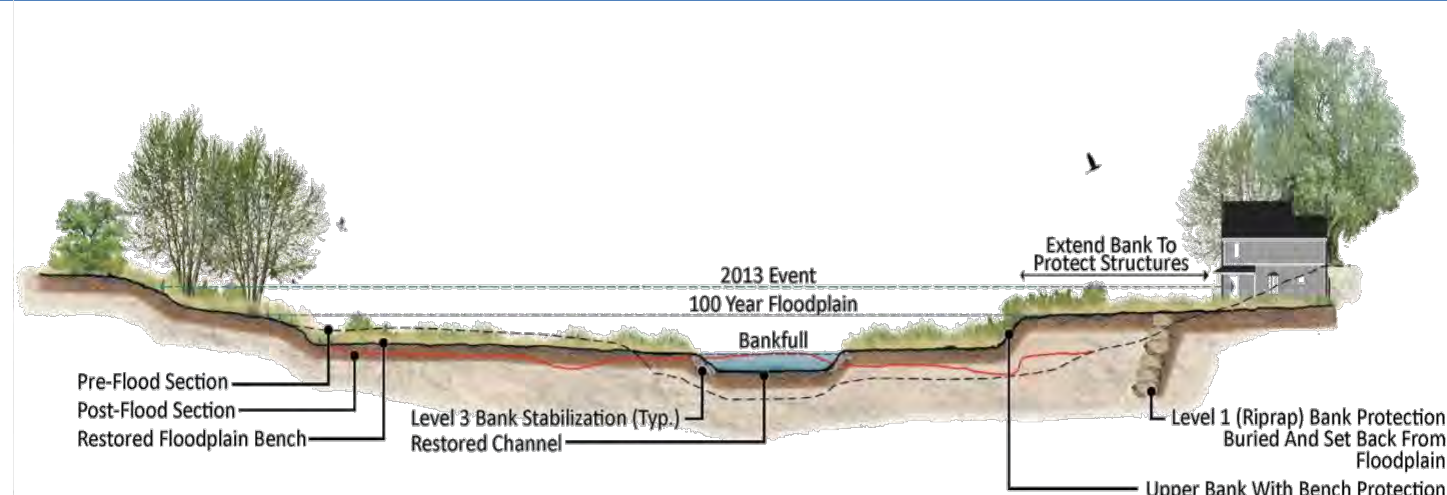 Extend Bank To
Protect Structures
2013 Event
100 Year Floodplain
Bankfull
Pre-Flood Section
Post-Flood Section
Restored Floodplain Bench
Level 3 Bank Stabilization (Typ.)
Restored Channel
Level 1 (Riprap) Bank Protection
Buried And Set Back From
Floodplain
Upper Bank With Bench Protection